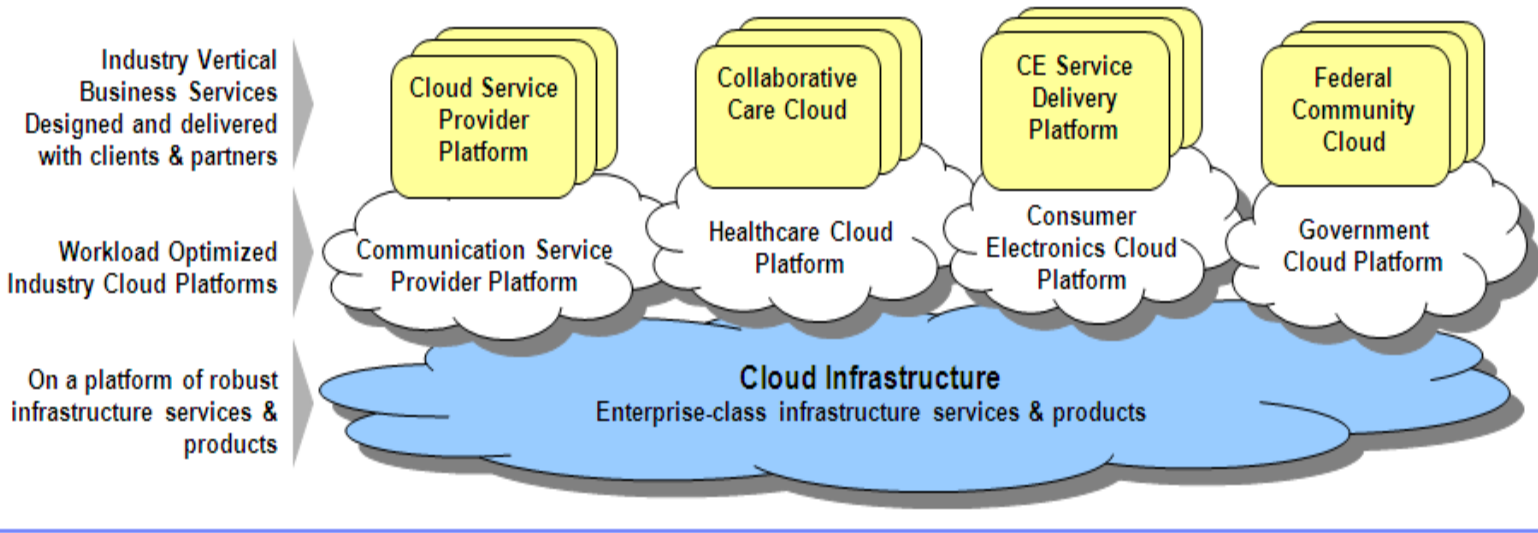 Industry Vertical
Business Services
Designed and delivered
with clients & partners
Cloud Service
Provider
Platform
Collaborative
Care Cloud
CE Service
Delivery
Platform
Federal
Community
Cloud
Workload Optimized
Industry Cloud Platforms
Communication Service
Provider Platform
Healthcare Cloud
Platform
Consumer
Electronics Cloud
Platform
Government
Cloud Platform
On a platform of robust
infrastructure services &
products
Cloud Infrastructure
Enterprise-class infrastructure services & products